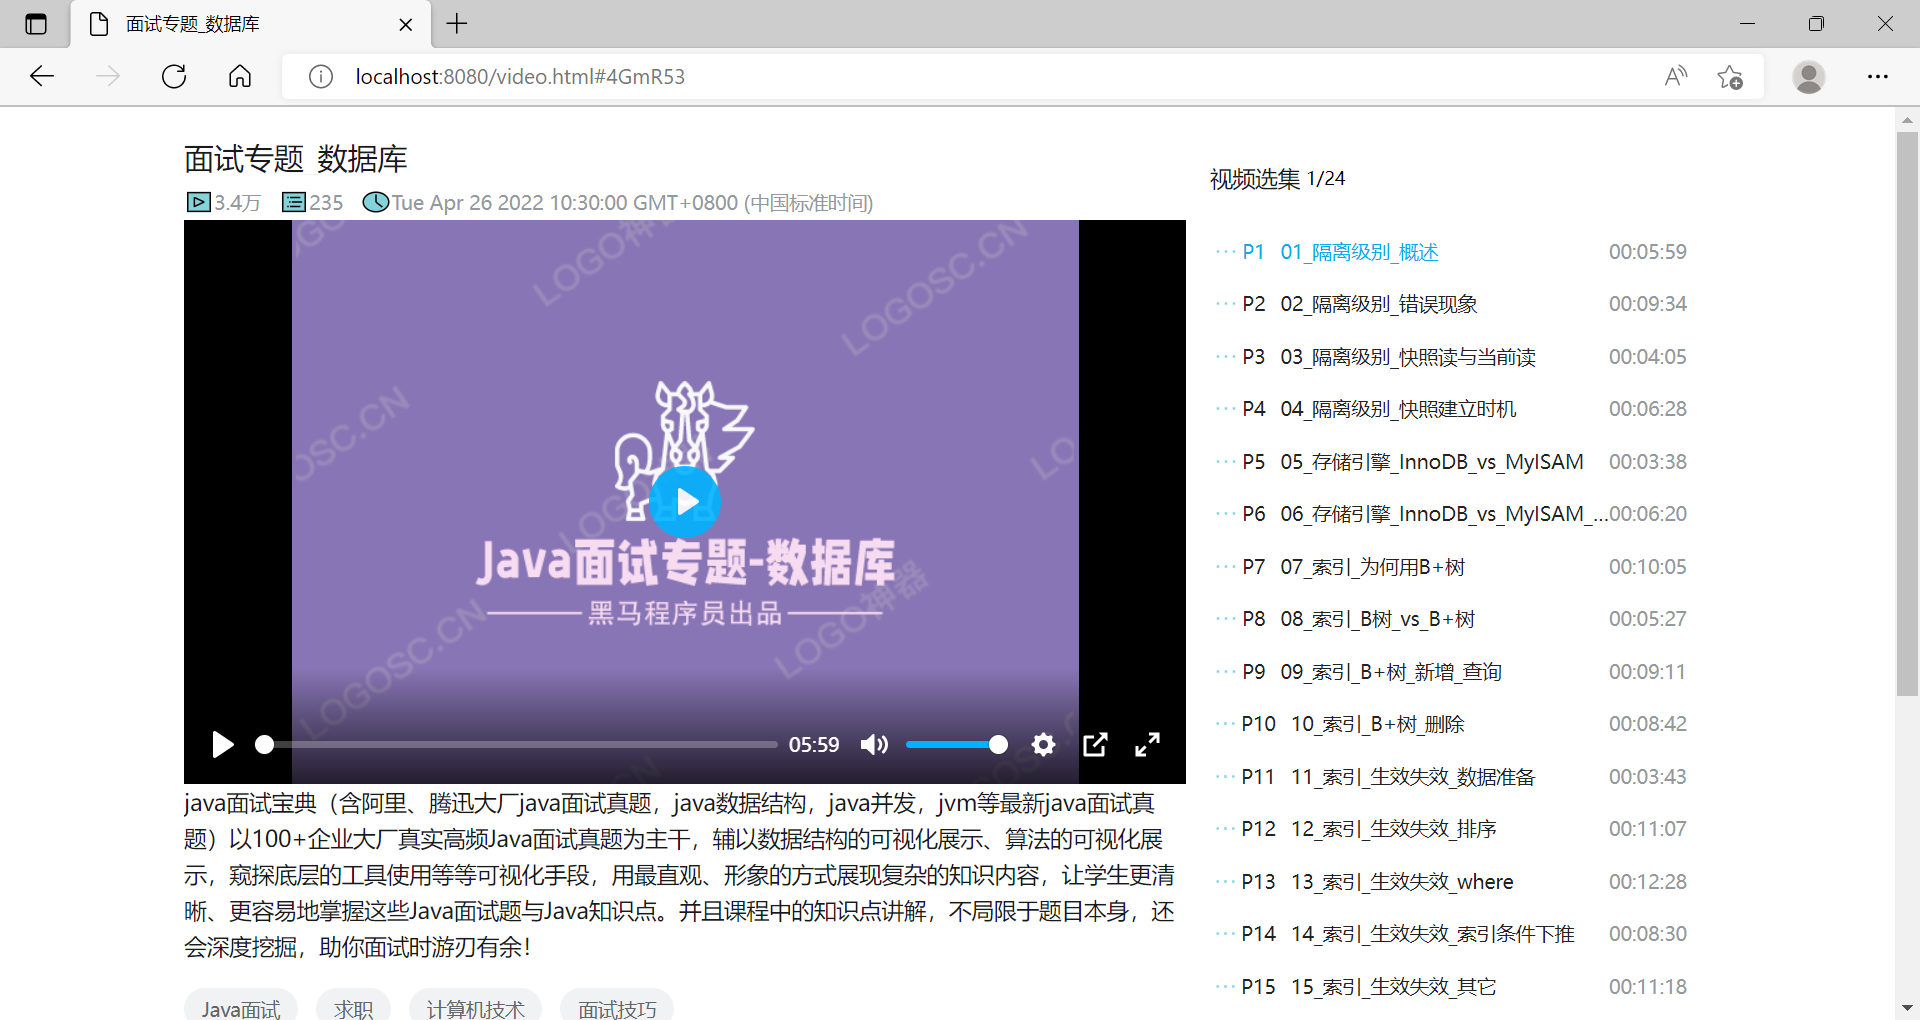 面试专题_数据库
localhost:8080/video.html#4GmR53
面试专题_数据库
3.4万 235 Tue Apr 26 2022 10:30:00 GMT+0800 (中国标准时间)
LOGOSC.CN
LOGO神器
Java面试专题-数据库
黑马程序员出品
05:59
java面试宝典（含阿里、腾迅大厂java面试真题，java数据结构，java并发，jvm等最新java面试真
题）以100+企业大厂真实高频Java面试真题为主干，辅以数据结构的可视化展示、算法的可视化展
示，窥探底层的工具使用等等可视化手段，用最直观、形象的方式展现复杂的知识内容，让学生更清
晰、更容易地掌握这些Java面试题与Java知识点。并且课程中的知识点讲解，不局限于题目本身，还
会深度挖掘，助你面试时游刃有余！
Java面试 求职 计算机技术 面试技巧
视频选集 1/24
··· P1 01_隔离级别_概述 00:05:59
··· P2 02_隔离级别_错误现象 00:09:34
··· P3 03_隔离级别_快照读与当前读 00:04:05
··· P4 04_隔离级别_快照建立时机 00:06:28
··· P5 05_存储引擎_InnoDB_vs_MyISAM 00:03:38
··· P6 06_存储引擎_InnoDB_vs_MyISAM_... 00:06:20
··· P7 07_索引_为何用B+树 00:10:05
··· P8 08_索引_B树_vs_B+树 00:05:27
··· P9 09_索引_B+树_新增_查询 00:09:11
··· P10 10_索引_B+树_删除 00:08:42
··· P11 11_索引_生效失效_数据准备 00:03:43
··· P12 12_索引_生效失效_排序 00:11:07
··· P13 13_索引_生效失效_where 00:12:28
··· P14 14_索引_生效失效_索引条件下推 00:08:30
··· P15 15_索引_生效失效_其它 00:11:18